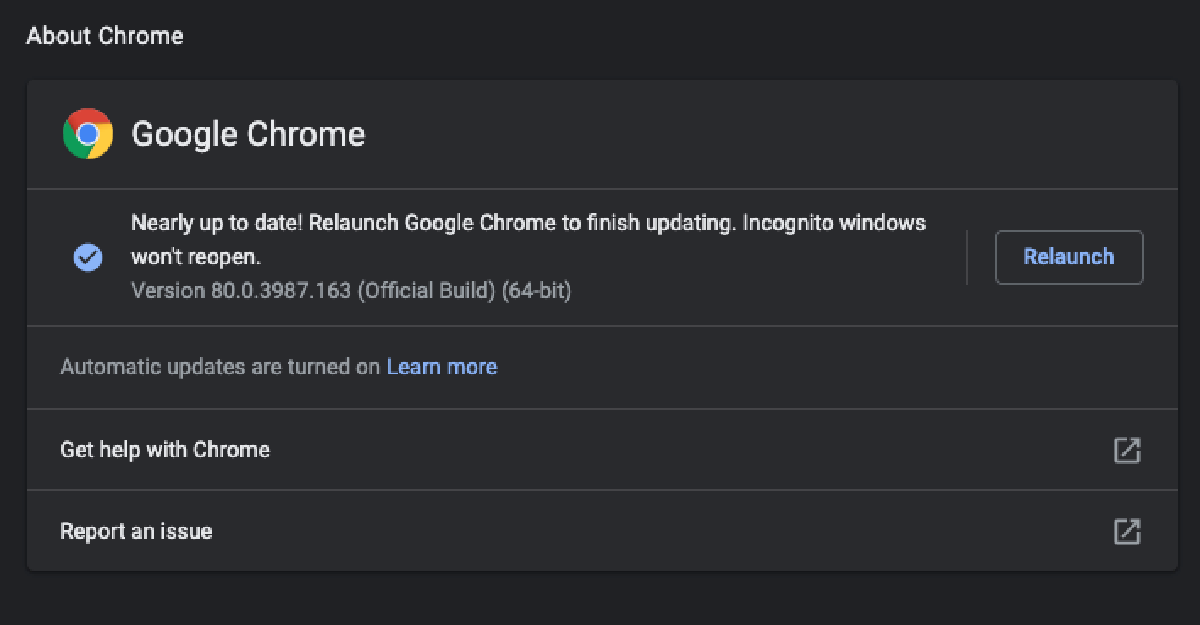 About Chrome
Google Chrome
Nearly up to date! Relaunch Google Chrome to finish updating. Incognito windows
won't reopen.
Relaunch
Version 80.0.3987.163 (Official Build) (64-bit)
Automatic updates are turned on Learn more
Get help with Chrome
Report an issue